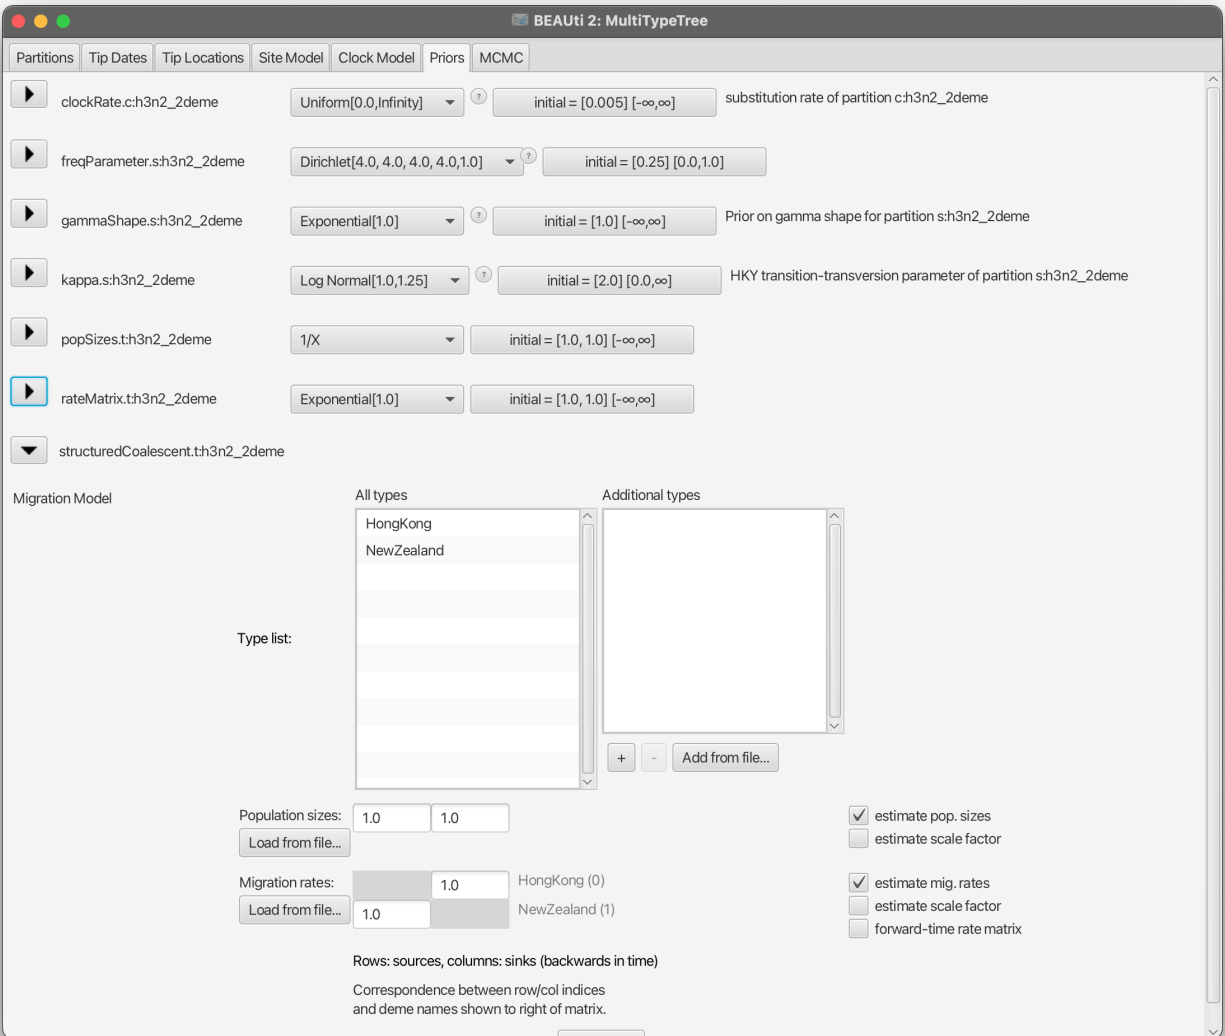 BEAUti 2: MultiTypeTree
Partitions Tip Dates Tip Locations Site Model Clock Model Priors MCMC
clockRate.c:h3n2_2deme Uniform[0.0,Infinity] ? initial = [0.005] [-∞,∞] substitution rate of partition c:h3n2_2deme
freqParameter.s:h3n2_2deme Dirichlet[4.0, 4.0, 4.0, 4.0,1.0] ? initial = [0.25] [0.0,1.0]
gammaShape.s:h3n2_2deme Exponential[1.0] ? initial = [1.0] [-∞,∞] Prior on gamma shape for partition s:h3n2_2deme
kappa.s:h3n2_2deme Log Normal[1.0,1.25] ? initial = [2.0] [0.0,∞] HKY transition-transversion parameter of partition s:h3n2_2deme
popSizes.t:h3n2_2deme 1/X initial = [1.0, 1.0] [-∞,∞]
rateMatrix.t:h3n2_2deme Exponential[1.0] initial = [1.0, 1.0] [-∞,∞]
structuredCoalescent.t:h3n2_2deme
Migration Model All types Additional types
HongKong
NewZealand
Type list:
+ - Add from file...
Population sizes: 1.0 1.0 estimate pop. sizes
Load from file... estimate scale factor
Migration rates: 1.0 HongKong (0) estimate mig. rates
Load from file... 1.0 NewZealand (1) estimate scale factor
forward-time rate matrix
Rows: sources, columns: sinks (backwards in time)
Correspondence between row/col indices
and deme names shown to right of matrix.